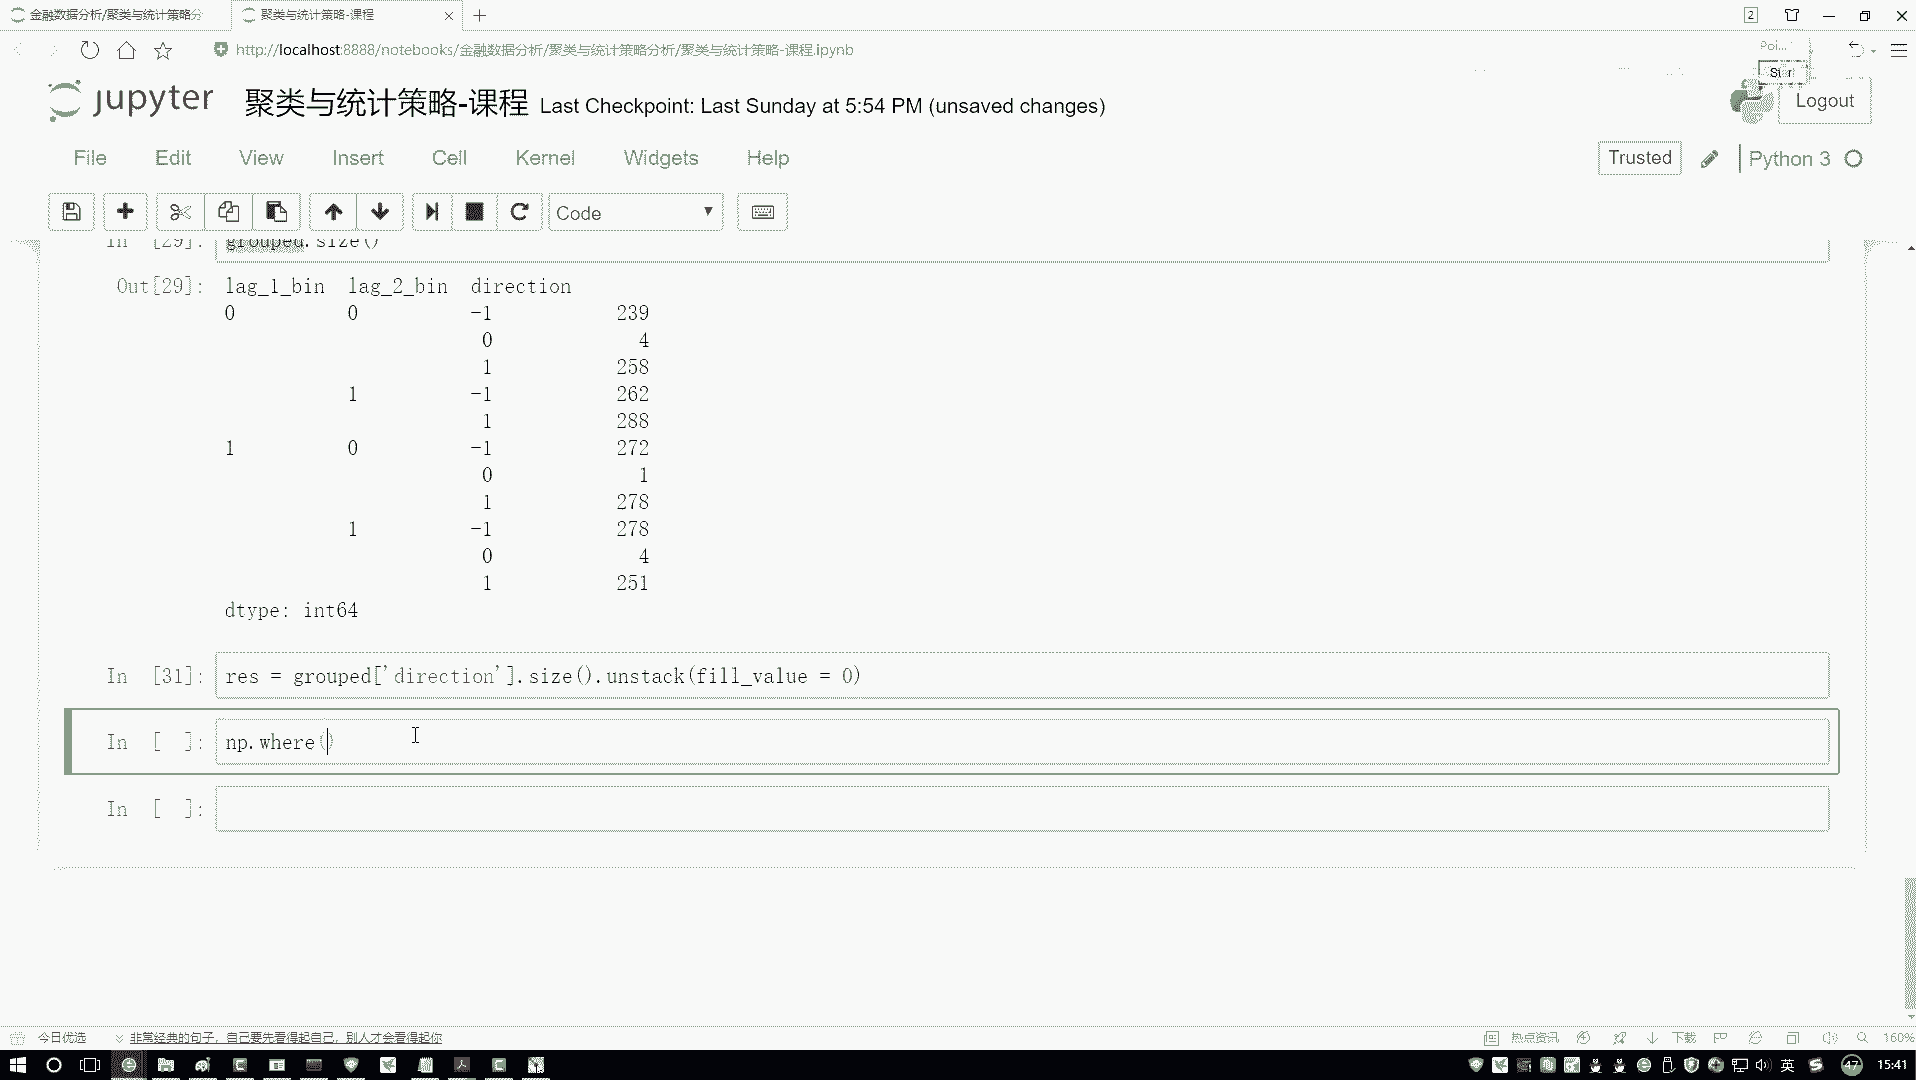 金融数据分析/聚类与统计策略分
聚类与统计策略-课程
2
http://localhost:8888/notebooks/金融数据分析/聚类与统计策略分析/聚类与统计策略-课程.ipynb
Poi...
Start
jupyter 聚类与统计策略-课程 Last Checkpoint: Last Sunday at 5:54 PM (unsaved changes)
Logout
File Edit View Insert Cell Kernel Widgets Help
Trusted Python 3
Code
In [29]: grouped.size()
Out[29]: lag_1_bin lag_2_bin direction
0 0 -1 239
0 4
1 258
1 -1 262
1 288
1 0 -1 272
0 1
1 278
1 -1 278
0 4
1 251
dtype: int64
In [31]: res = grouped['direction'].size().unstack(fill_value = 0)
In [ ]: np.where()
In [ ]:
今日优选 非常经典的句子，自己要先看得起自己，别人才会看得起你
热点资讯 下载 160%
英 47 15:41